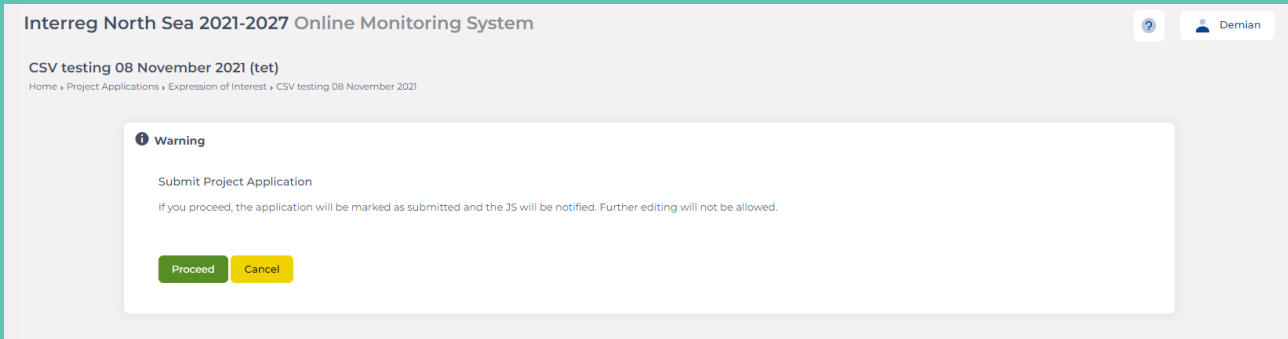 Interreg North Sea 2021-2027 Online Monitoring System
? Demian
CSV testing 08 November 2021 (tet)
Home › Project Applications › Expression of Interest › CSV testing 08 November 2021
Warning
Submit Project Application
If you proceed, the application will be marked as submitted and the JS will be notified. Further editing will not be allowed.
Proceed Cancel